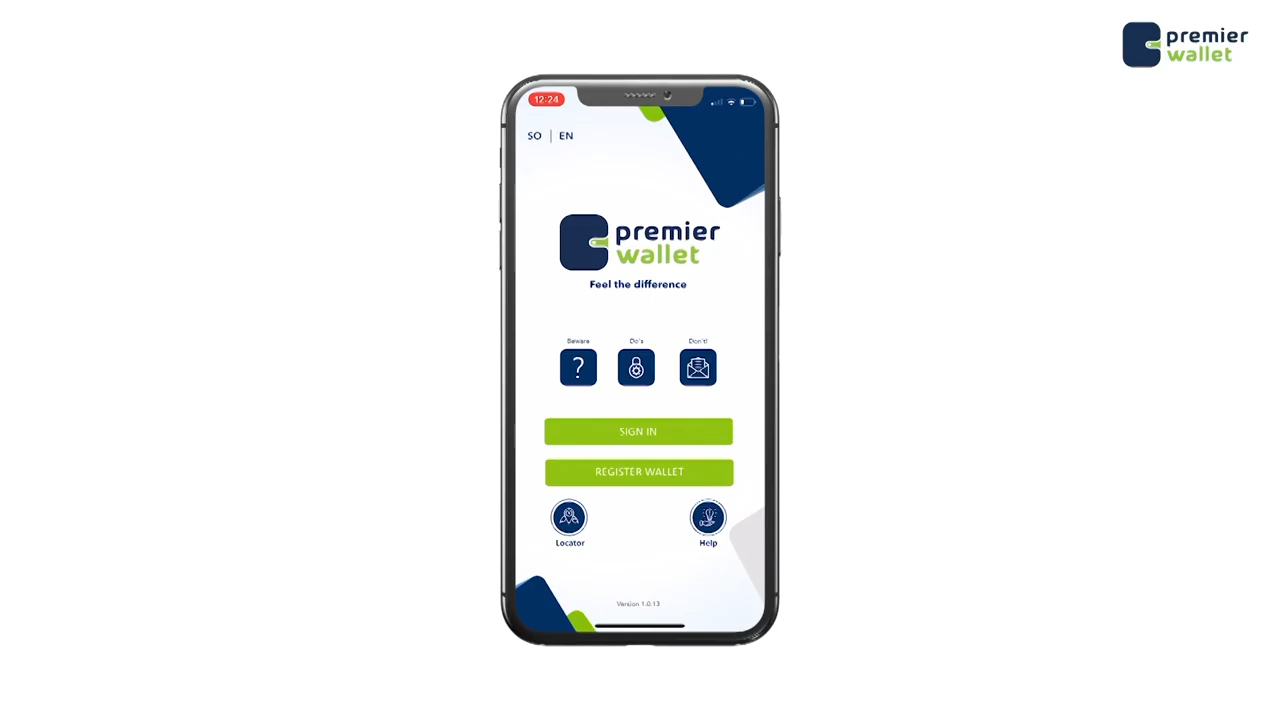 premier
wallet
12:24
SO | EN
premier
wallet
Feel the difference
Beware
Do's
Don't!
SIGN IN
REGISTER WALLET
Locator
Help
Version 1.0.13